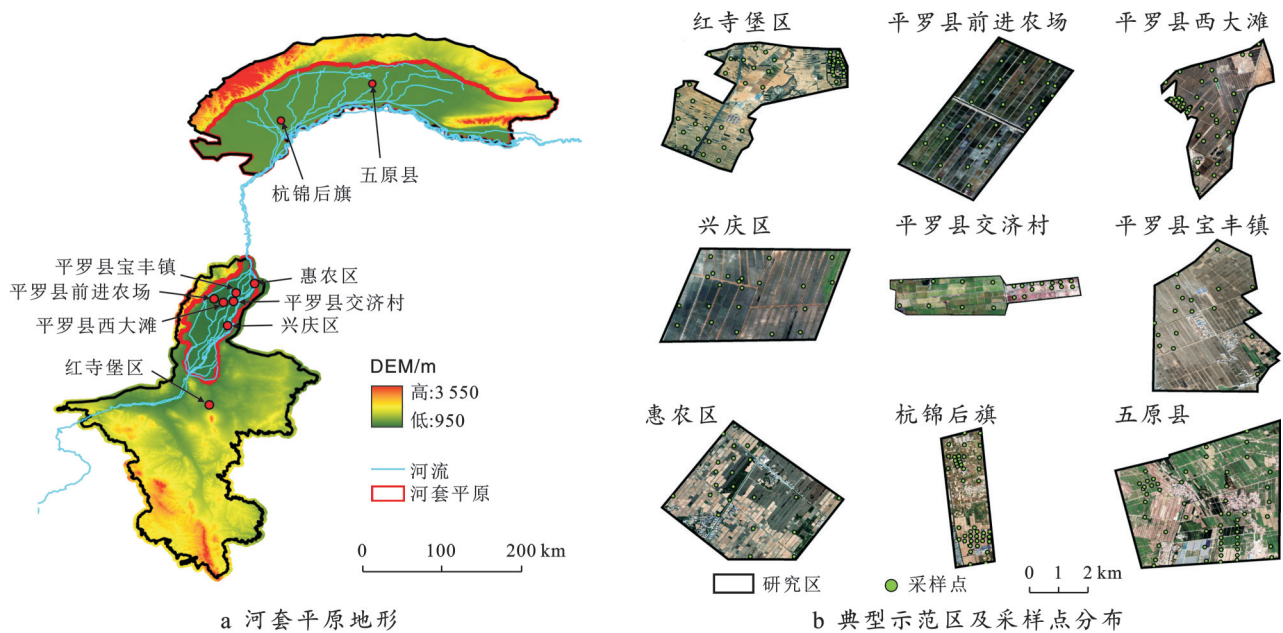 五原县
杭锦后旗
平罗县宝丰镇
惠农区
平罗县前进农场
平罗县交济村
平罗县西大滩
兴庆区
红寺堡区
DEM/m
高:3 550
低:950
河流
河套平原
0 100 200 km
a 河套平原地形
红寺堡区 平罗县前进农场 平罗县西大滩
兴庆区 平罗县交济村 平罗县宝丰镇
惠农区 杭锦后旗 五原县
研究区 采样点
0 1 2 km
b 典型示范区及采样点分布